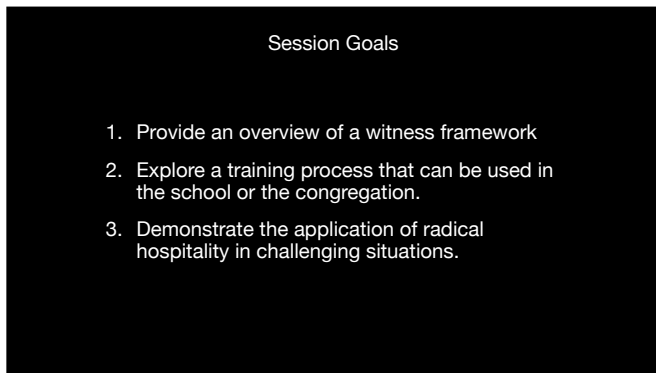 Session Goals
1. Provide an overview of a witness framework
2. Explore a training process that can be used in
the school or the congregation.
3. Demonstrate the application of radical
hospitality in challenging situations.